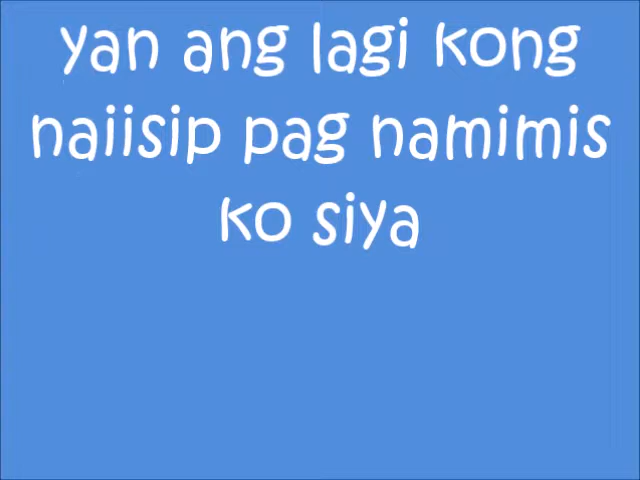 yan ang lagi kong
naiisip pag namimis
ko siya